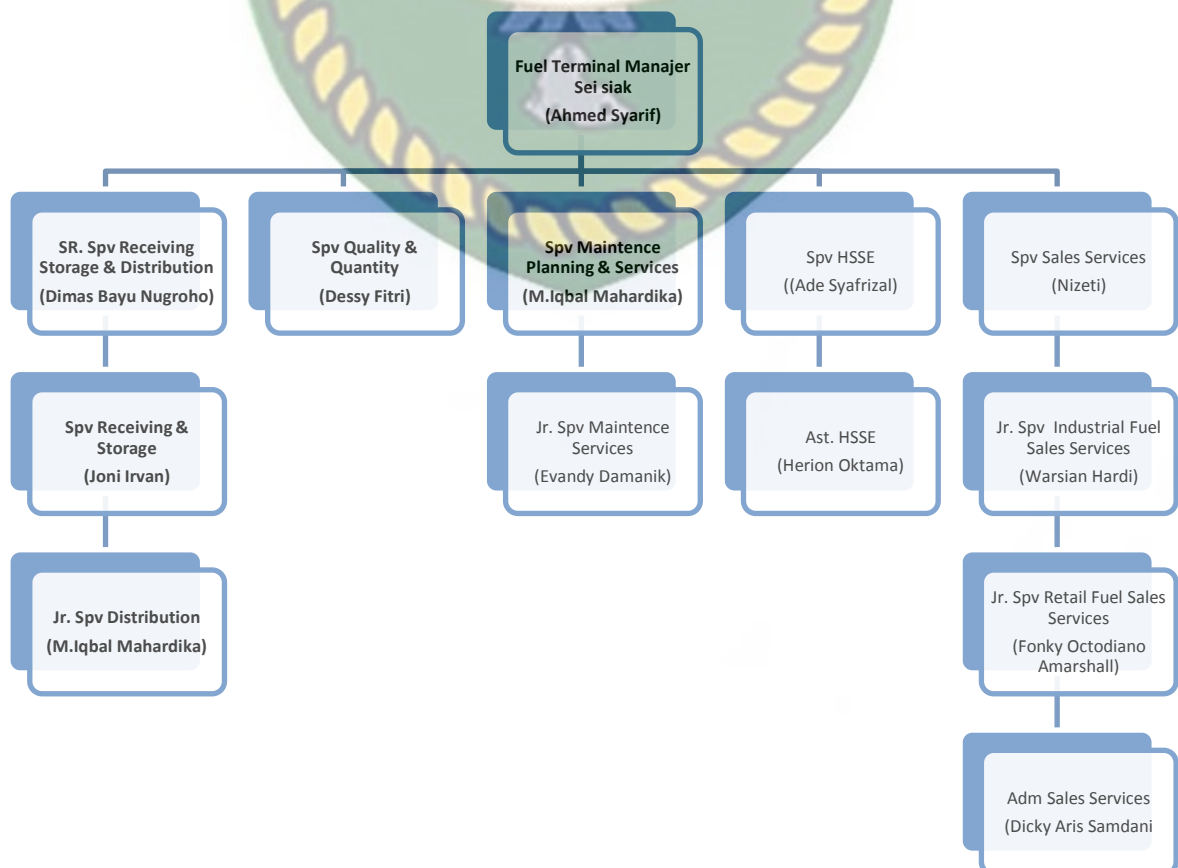 Fuel Terminal Manajer
Sei siak
(Ahmed Syarif)
SR. Spv Receiving
Storage & Distribution
(Dimas Bayu Nugroho)
Spv Quality &
Quantity
(Dessy Fitri)
Spv Maintence
Planning & Services
(M.Iqbal Mahardika)
Spv HSSE
((Ade Syafrizal)
Spv Sales Services
(Nizeti)
Spv Receiving &
Storage
(Joni Irvan)
Jr. Spv Maintence
Services
(Evandy Damanik)
Ast. HSSE
(Herion Oktama)
Jr. Spv  Industrial Fuel
Sales Services
(Warsian Hardi)
Jr. Spv Distribution
(M.Iqbal Mahardika)
Jr. Spv Retail Fuel Sales
Services
(Fonky Octodiano
Amarshall)
Adm Sales Services
(Dicky Aris Samdani